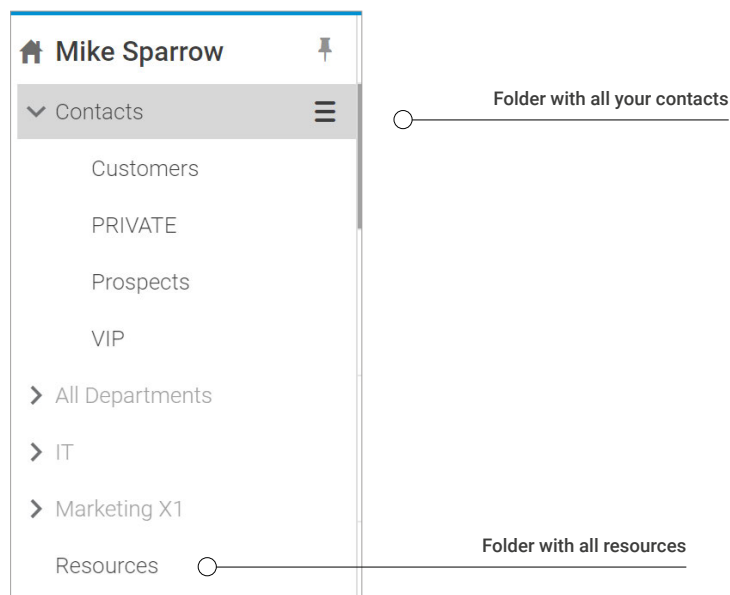 Mike Sparrow
Contacts
Folder with all your contacts
Customers
PRIVATE
Prospects
VIP
All Departments
IT
Marketing X1
Resources
Folder with all resources